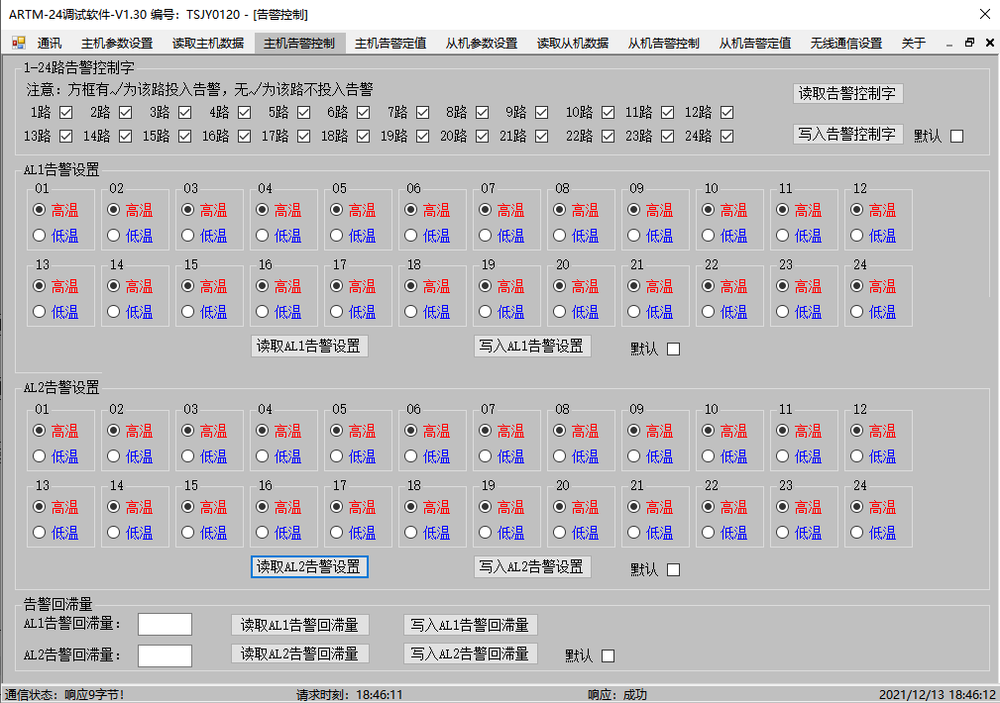 ARTM-24调试软件-V1.30 编号：TSJY0120 - [告警控制]
通讯 主机参数设置 读取主机数据 主机告警控制 主机告警定值 从机参数设置 读取从机数据 从机告警控制 从机告警定值 无线通信设置 关于
1-24路告警控制字
注意：方框有√为该路投入告警，无√为该路不投入告警
读取告警控制字
1路 2路 3路 4路 5路 6路 7路 8路 9路 10路 11路 12路
13路 14路 15路 16路 17路 18路 19路 20路 21路 22路 23路 24路
写入告警控制字 默认
AL1告警设置
01 02 03 04 05 06 07 08 09 10 11 12
高温 高温 高温 高温 高温 高温 高温 高温 高温 高温 高温 高温
低温 低温 低温 低温 低温 低温 低温 低温 低温 低温 低温 低温
13 14 15 16 17 18 19 20 21 22 23 24
高温 高温 高温 高温 高温 高温 高温 高温 高温 高温 高温 高温
低温 低温 低温 低温 低温 低温 低温 低温 低温 低温 低温 低温
读取AL1告警设置 写入AL1告警设置 默认
AL2告警设置
01 02 03 04 05 06 07 08 09 10 11 12
高温 高温 高温 高温 高温 高温 高温 高温 高温 高温 高温 高温
低温 低温 低温 低温 低温 低温 低温 低温 低温 低温 低温 低温
13 14 15 16 17 18 19 20 21 22 23 24
高温 高温 高温 高温 高温 高温 高温 高温 高温 高温 高温 高温
低温 低温 低温 低温 低温 低温 低温 低温 低温 低温 低温 低温
读取AL2告警设置 写入AL2告警设置 默认
告警回滞量
AL1告警回滞量： 读取AL1告警回滞量 写入AL1告警回滞量
AL2告警回滞量： 读取AL2告警回滞量 写入AL2告警回滞量 默认
通信状态：响应9字节！ 请求时刻：18:46:11 响应：成功 2021/12/13 18:46:12